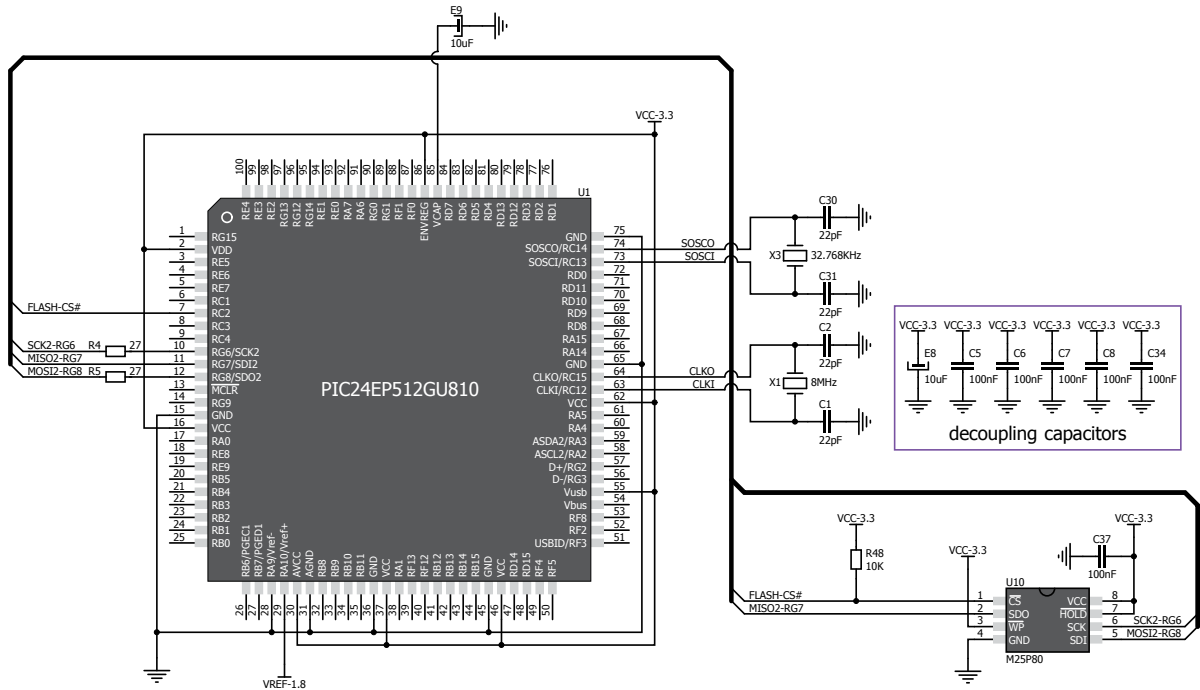 E9
10uF
VCC-3.3
100 99 98 97 96 95 94 93 92 91 90 89 88 87 86 85 84 83 82 81 80 79 78 77 76
U1
RE4 RE3 RE2 RG13 RG12 RG14 RE1 RE0 RA7 RA6 RG0 RG1 RF1 RF0 ENVREG VCAP RD7 RD6 RD5 RD4 RD13 RD12 RD3 RD2 RD1
1 RG15
2 VDD
3 RE5
4 RE6
5 RE7
6 RC1
FLASH-CS# 7 RC2
8 RC3
9 RC4
SCK2-RG6 R4 27 10 RG6/SCK2
MISO2-RG7 11 RG7/SDI2
MOSI2-RG8 R5 27 12 RG8/SDO2
13 MCLR
14 RG9
15 GND
16 VCC
17 RA0
18 RE8
19 RE9
20 RB5
21 RB4
22 RB3
23 RB2
24 RB1
25 RB0
PIC24EP512GU810
GND 75
SOSCO/RC14 74 SOSCO
SOSCI/RC13 73 SOSCI
RD0 72
RD11 71
RD10 70
RD9 69
RD8 68
RA15 67
RA14 66
GND 65
CLKO/RC15 64 CLKO
CLKI/RC12 63 CLKI
VCC 62
RA5 61
RA4 60
ASDA2/RA3 59
ASCL2/RA2 58
D+/RG2 57
D-/RG3 56
Vusb 55
Vbus 54
RF8 53
RF2 52
USBID/RF3 51
RB6/PGEC1 RB7/PGED1 RA9/Vref- RA10/Vref+ AVCC AGND RB8 RB9 RB10 RB11 GND VCC RA1 RF13 RF12 RB12 RB13 RB14 RB15 GND VCC RD14 RD15 RF4 RF5
26 27 28 29 30 31 32 33 34 35 36 37 38 39 40 41 42 43 44 45 46 47 48 49 50
VREF-1.8
C30
22pF
X3 32.768KHz
C31
22pF
C2
22pF
X1 8MHz
C1
22pF
VCC-3.3 VCC-3.3 VCC-3.3 VCC-3.3 VCC-3.3 VCC-3.3
E8 C5 C6 C7 C8 C34
10uF 100nF 100nF 100nF 100nF 100nF
decoupling capacitors
VCC-3.3
R48
10K
VCC-3.3
VCC-3.3
C37
100nF
U10
FLASH-CS# 1 CS VCC 8
MISO2-RG7 2 SDO HOLD 7
3 WP SCK 6 SCK2-RG6
4 GND SDI 5 MOSI2-RG8
M25P80